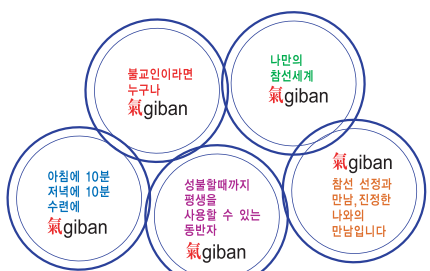 불교인이라면
누구나
氣giban
나만의
참선세계
氣giban
아침에 10분
저녁에 10분
수련에
氣giban
성불할때까지
평생을
사용할 수 있는
동반자
氣giban
氣giban
참선 선정과
만남,진정한
나와의
만남입니다